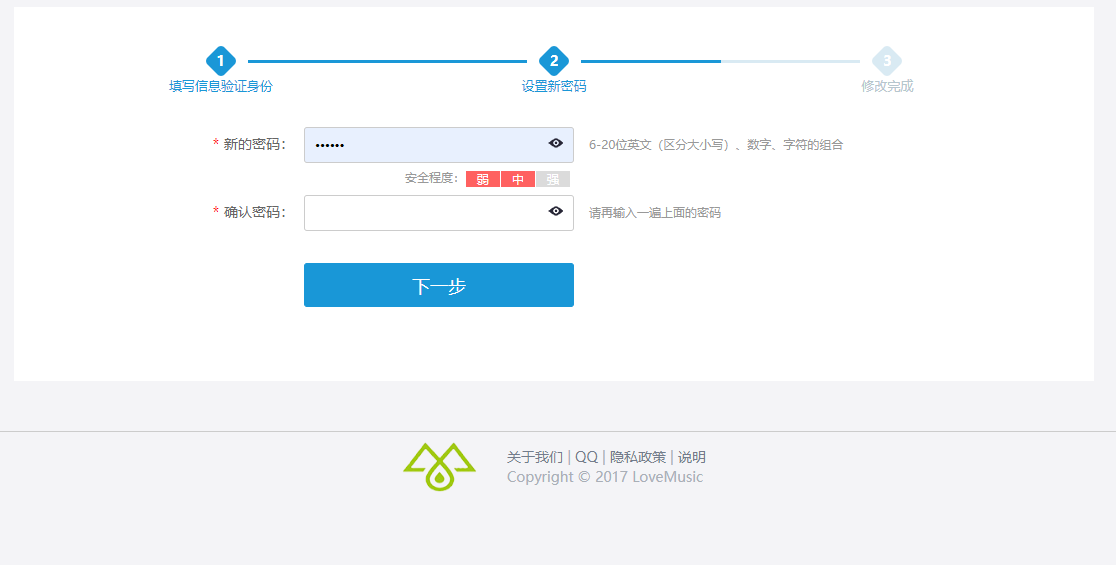 1 2 3
填写信息验证身份 设置新密码 修改完成
* 新的密码： •••••• 6-20位英文（区分大小写）、数字、字符的组合
安全程度： 弱 中 强
* 确认密码： 请再输入一遍上面的密码
下一步
关于我们 | QQ | 隐私政策 | 说明
Copyright © 2017 LoveMusic